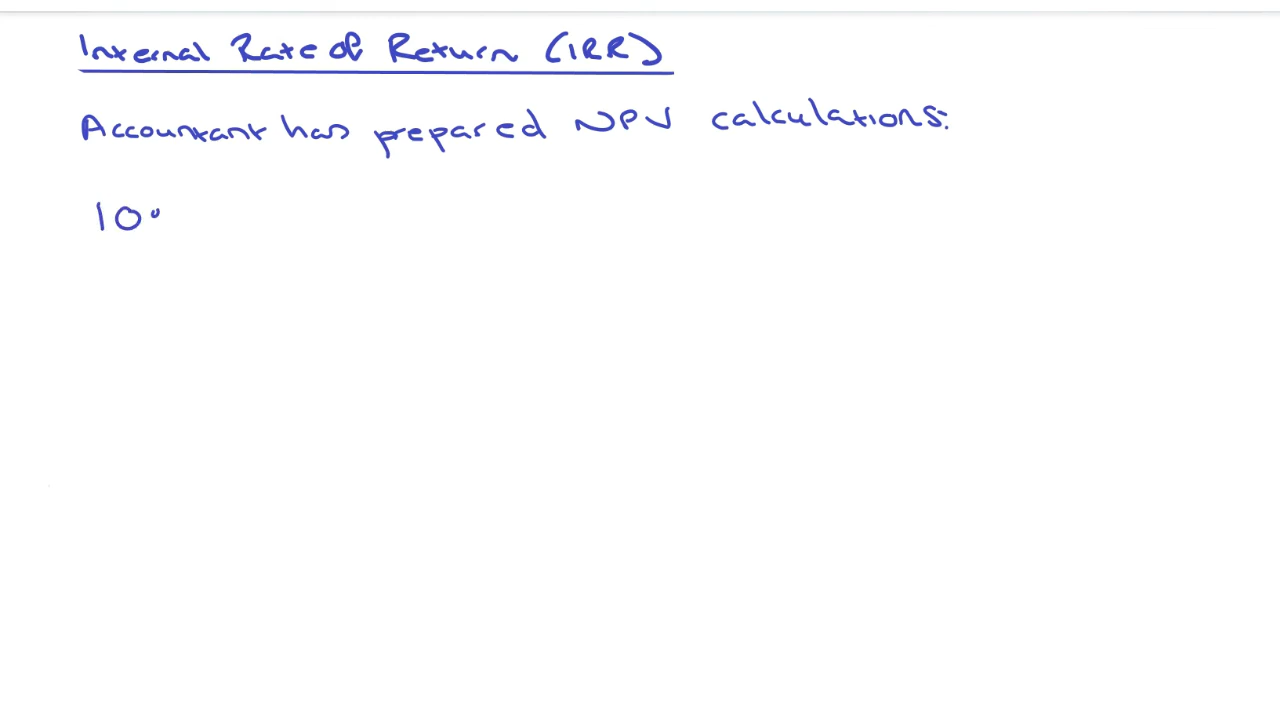 Internal Rate of Return (IRR)
Accountant has prepared NPV calculations:
10